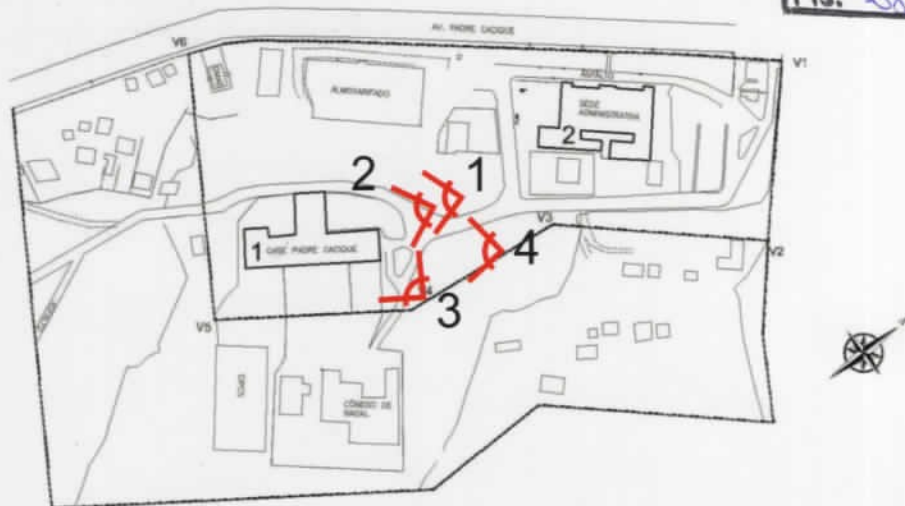 AV. PADRE CACIQUE
V6
V1
ALMOXARIFADO
SEDE
ADMINISTRATIVA
2
2
1
V3
4
V2
1
CASE PADRE CACIQUE
3
V5
CÔNEGO DE
NADAL